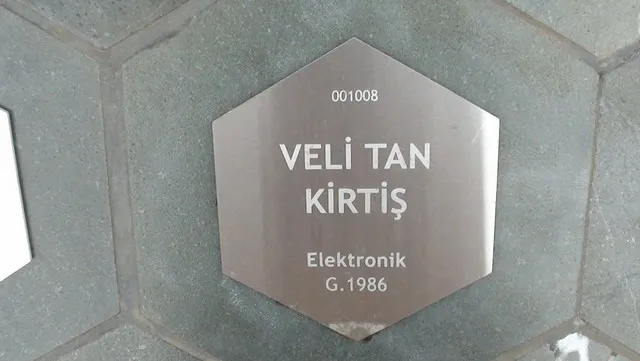 001008
VELİ TAN
KİRTİŞ
Elektronik
G.1986